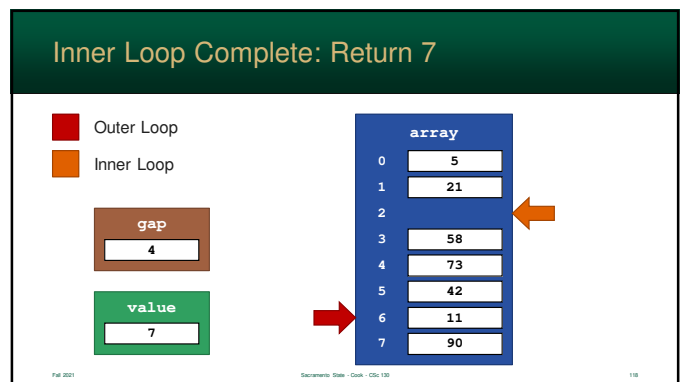 Inner Loop Complete: Return 7
Outer Loop
Inner Loop
gap
4
value
7
array
0 5
1 21
2
3 58
4 73
5 42
6 11
7 90
Fall 2021 Sacramento State - Cook - CSc 130 118